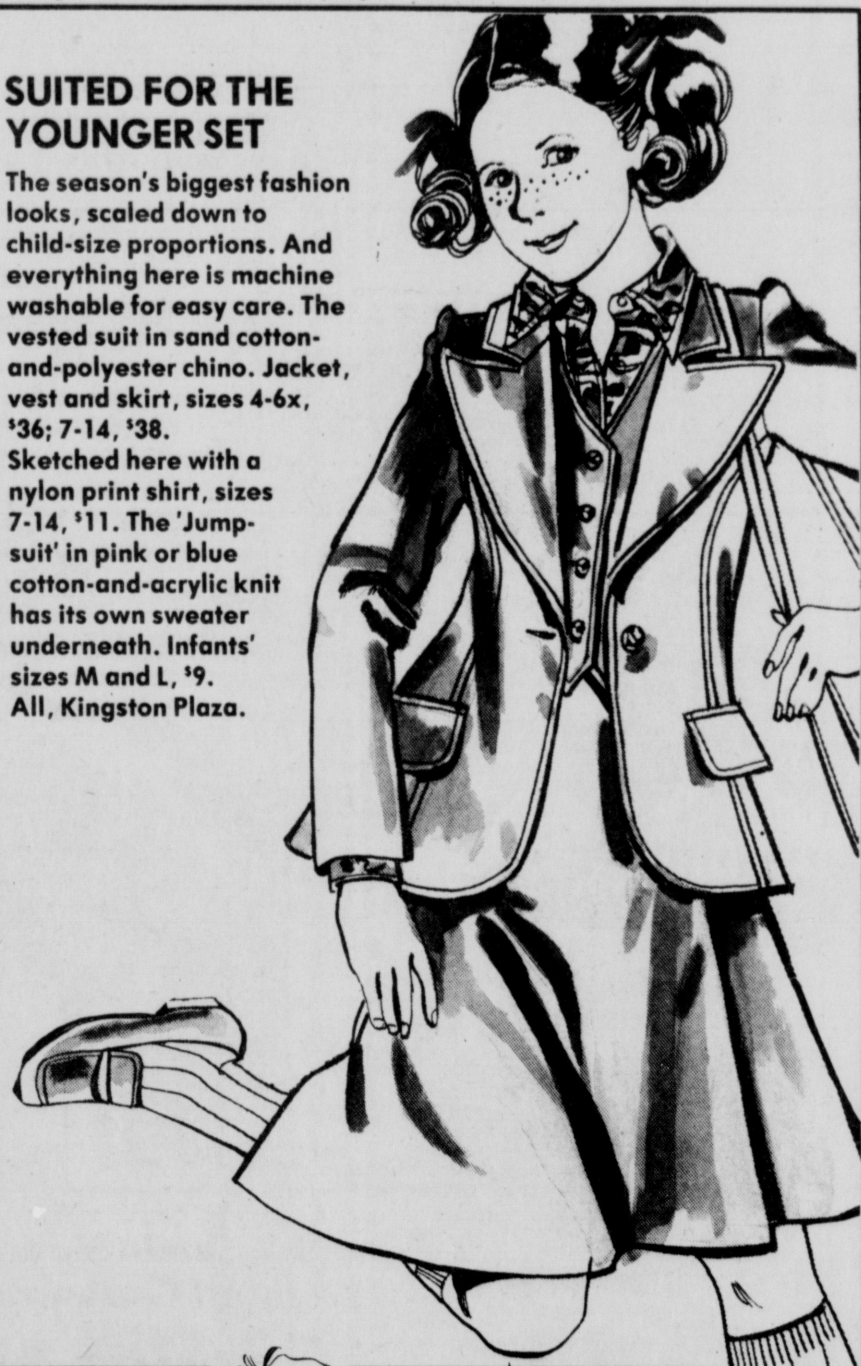 SUITED FOR THE
YOUNGER SET
The season's biggest fashion
looks, scaled down to
child-size proportions. And
everything here is machine
washable for easy care. The
vested suit in sand cotton-
and-polyester chino. Jacket,
vest and skirt, sizes 4-6x,
$36; 7-14, $38.
Sketched here with a
nylon print shirt, sizes
7-14, $11. The 'Jump-
suit' in pink or blue
cotton-and-acrylic knit
has its own sweater
underneath. Infants'
sizes M and L, $9.
All, Kingston Plaza.